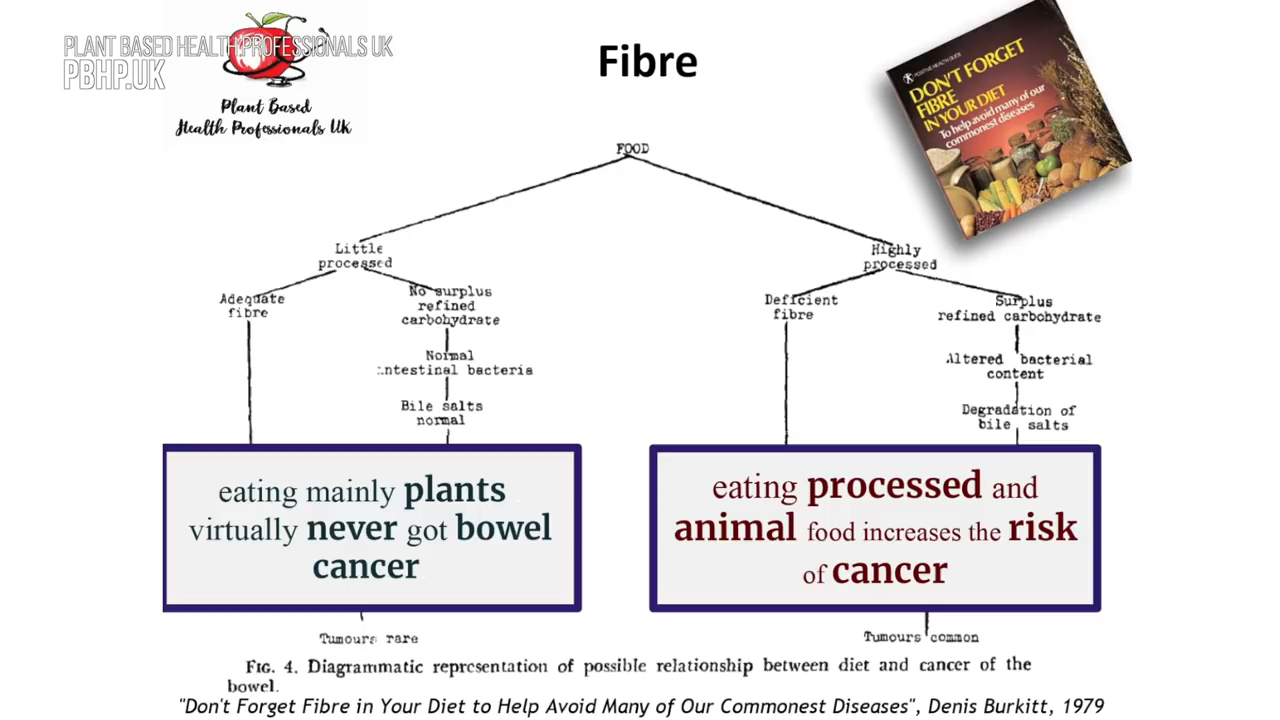 PLANT BASED HEALTH PROFESSIONALS UK
PBHP.UK
Plant Based
Health Professionals UK
Fibre
POSITIVE HEALTH GUIDE
DON'T FORGET
FIBRE
IN YOUR DIET
To help avoid many of our
commonest diseases
FOOD
Little
processed
Highly
processed
Adequate
fibre
No surplus
refined
carbohydrate
Deficient
fibre
Surplus
refined carbohydrate
Normal
intestinal bacteria
Altered bacterial
content
Bile salts
normal
Degradation of
bile salts
eating mainly plants
virtually never got bowel
cancer
eating processed and
animal food increases the risk
of cancer
Tumours rare
Tumours common
FIG. 4. Diagrammatic representation of possible relationship between diet and cancer of the
bowel.
"Don't Forget Fibre in Your Diet to Help Avoid Many of Our Commonest Diseases", Denis Burkitt, 1979